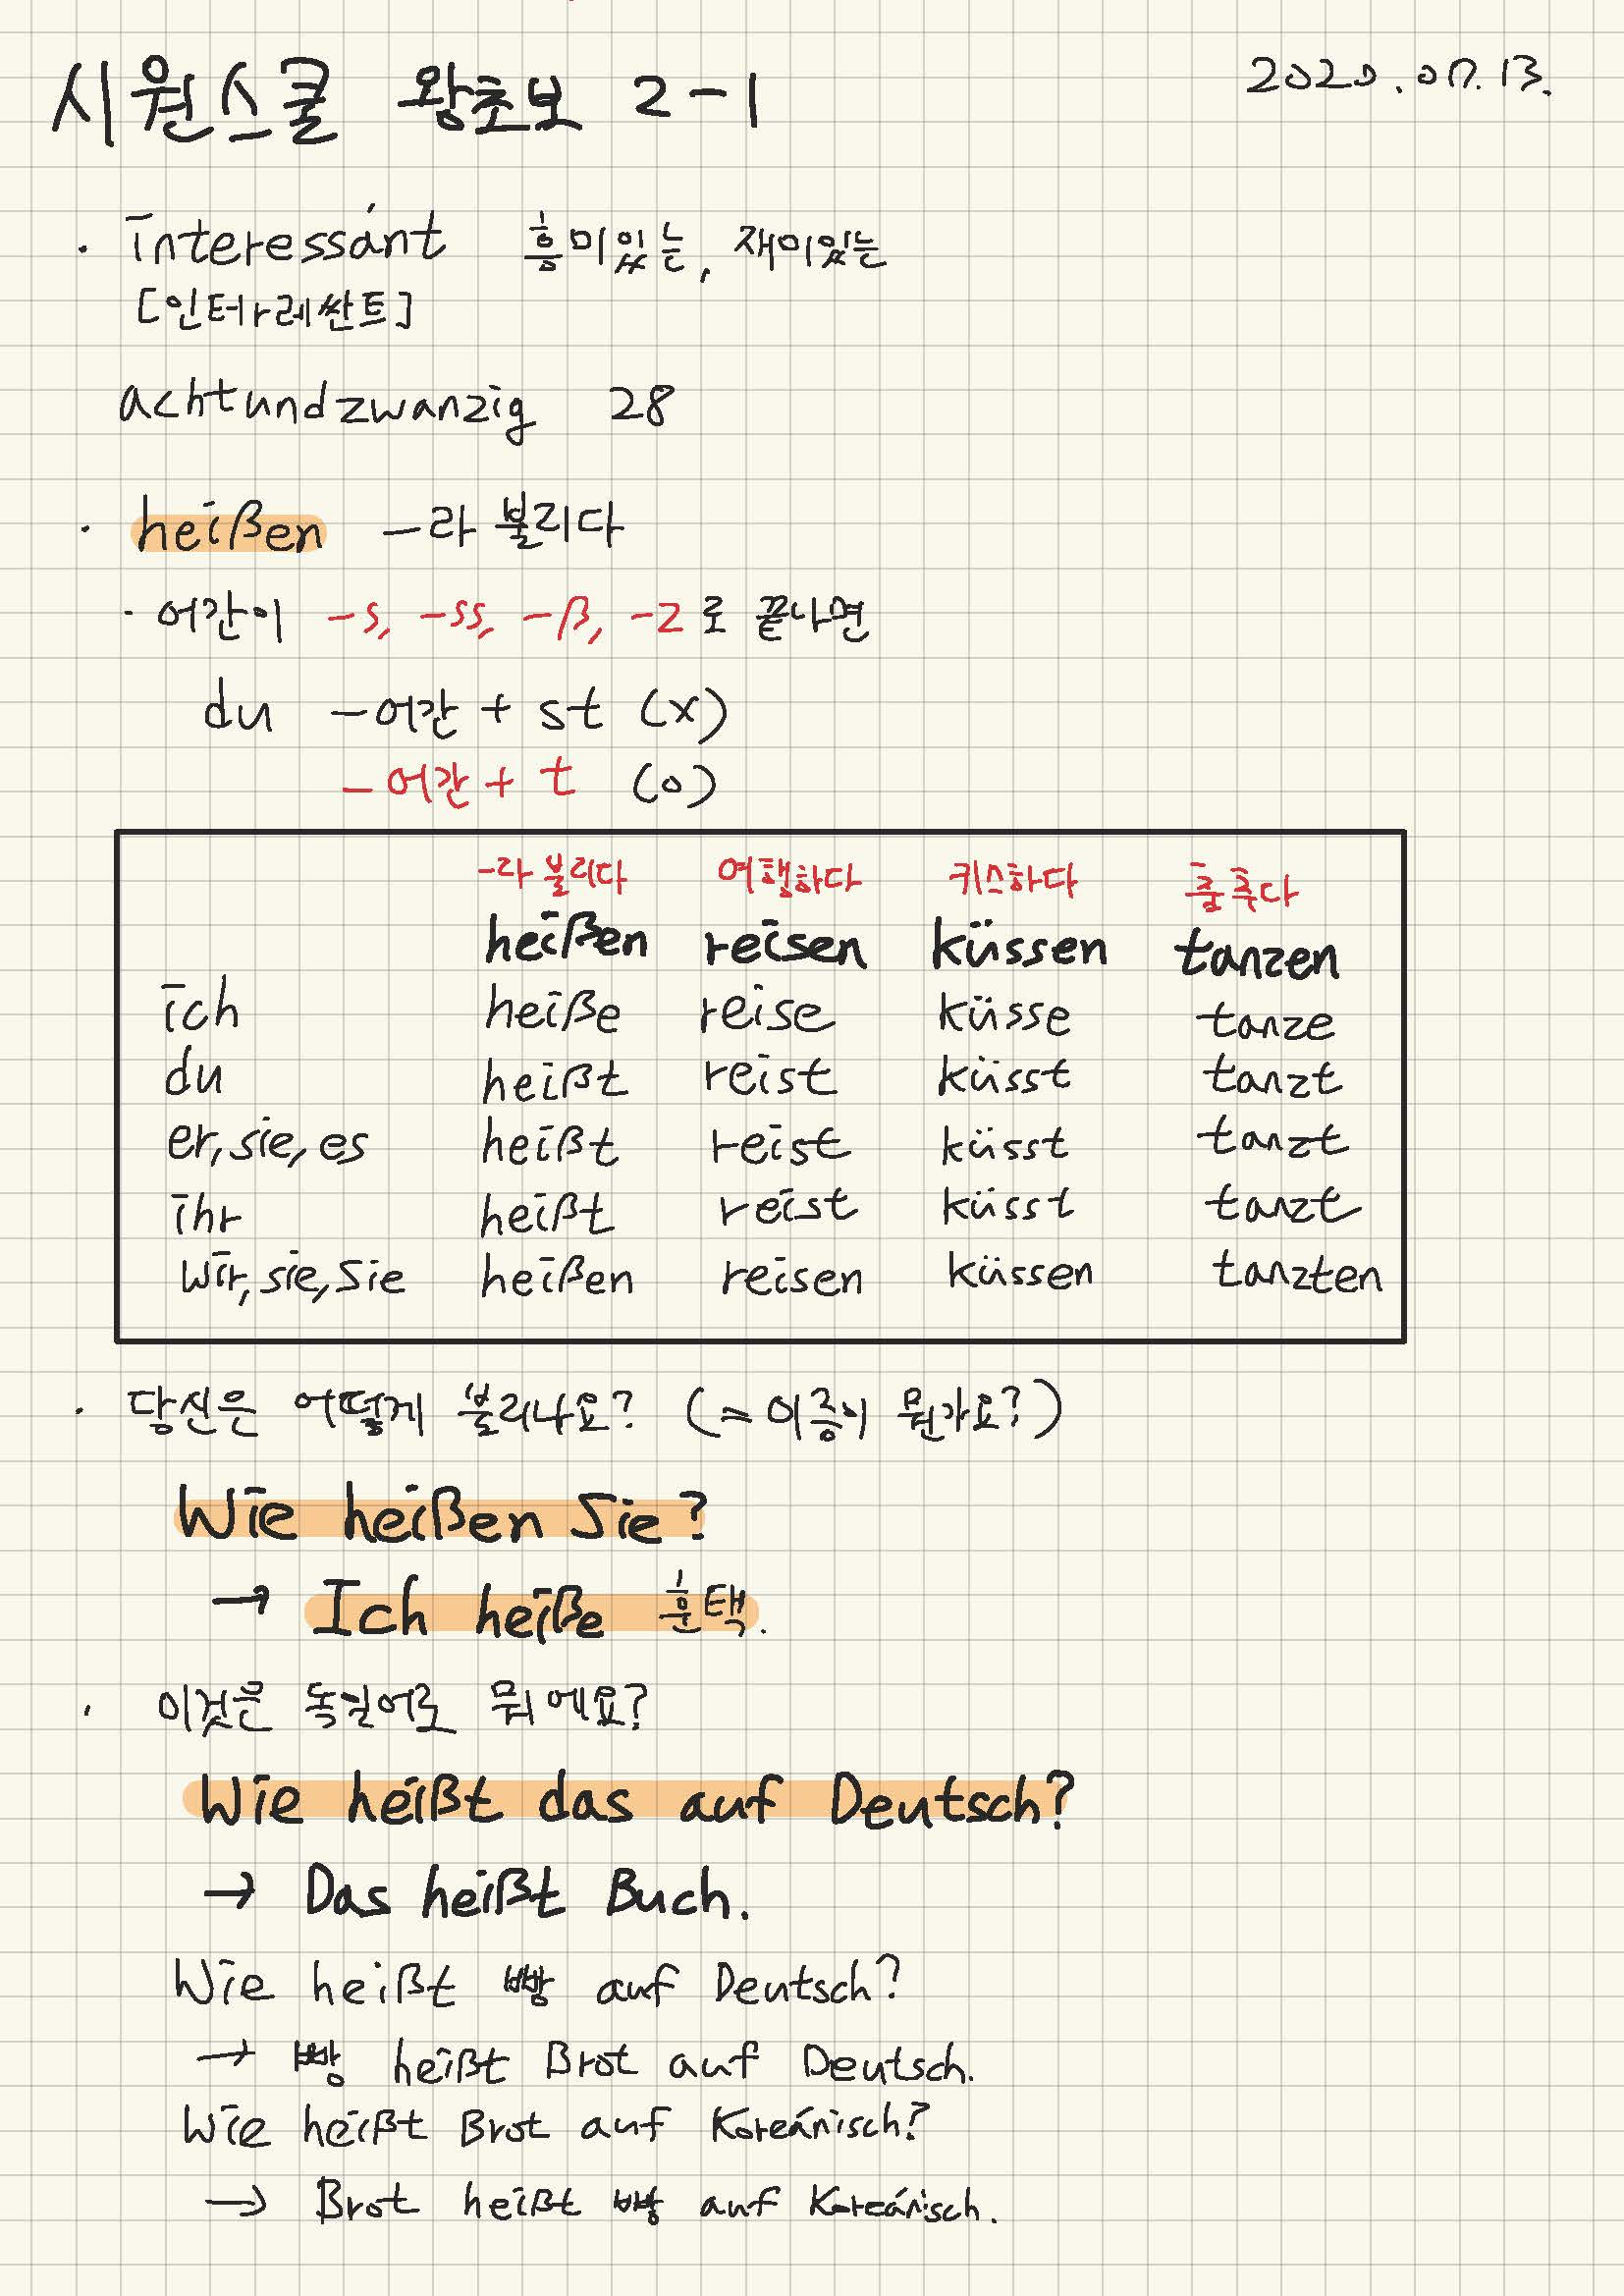 시원스쿨 왕초보 2-1 2020.07.13.
· interessánt 흥미있는, 재미있는
[인테레싼트]
achtundzwanzig 28
· heißen -라 불리다
- 어간이 -s, -ss, -ß, -z로 끝나면
du -어간 + st (x)
-어간 + t (o)
-라 불리다 여행하다 키스하다 춤추다
heißen reisen küssen tanzen
ich heiße reise küsse tanze
du heißt reist küsst tanzt
er, sie, es heißt reist küsst tanzt
ihr heißt reist küsst tanzt
wir, sie, Sie heißen reisen küssen tanzten
· 당신은 어떻게 불리나요? (= 이름이 뭔가요?)
Wie heißen Sie?
→ Ich heiße 훈택.
· 이것은 독일어로 뭐에요?
Wie heißt das auf Deutsch?
→ Das heißt Buch.
Wie heißt 빵 auf Deutsch?
→ 빵 heißt Brot auf Deutsch.
Wie heißt Brot auf Koreánisch?
→ Brot heißt 빵 auf Koreánisch.